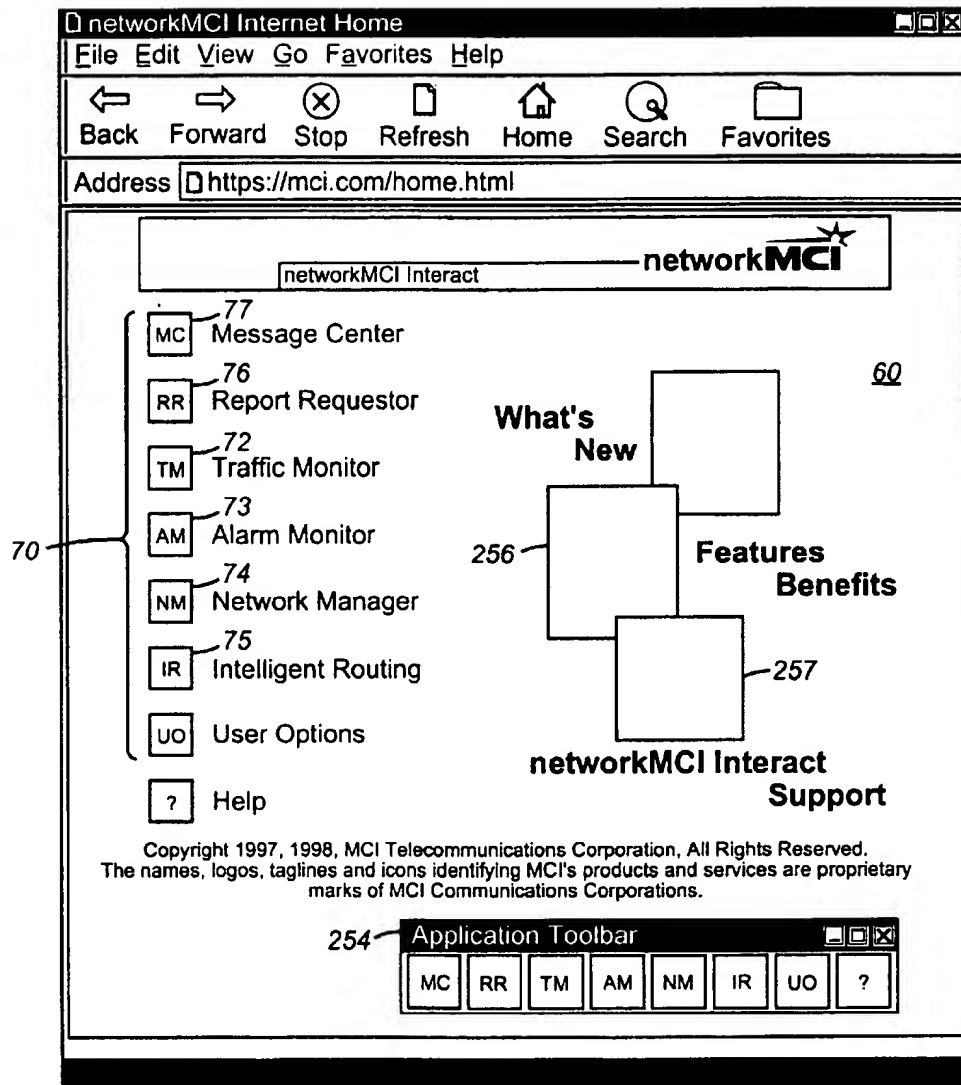 networkMCI Internet Home
File Edit View Go Favorites Help
Back Forward Stop Refresh Home Search Favorites
Address https://mci.com/home.html
networkMCI Interact
networkMCI
77
MC Message Center
76
RR Report Requestor
72
TM Traffic Monitor
73
AM Alarm Monitor
74
NM Network Manager
75
IR Intelligent Routing
UO User Options
? Help
70
60
What's
New
256
Features
Benefits
257
networkMCI Interact
Support
Copyright 1997, 1998, MCI Telecommunications Corporation, All Rights Reserved.
The names, logos, taglines and icons identifying MCI's products and services are proprietary
marks of MCI Communications Corporations.
254
Application Toolbar
MC RR TM AM NM IR UO ?